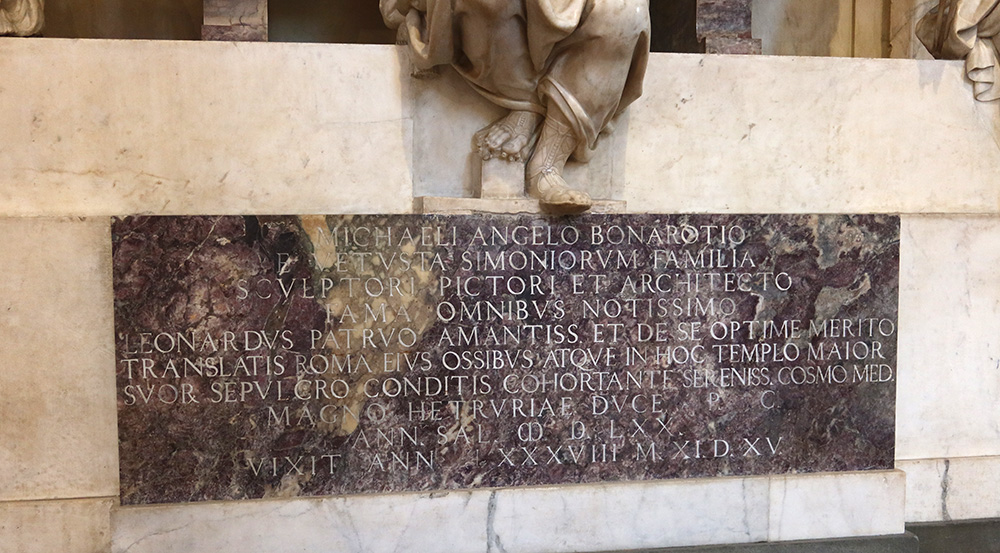 MICHAELI ANGELO BONAROTIO
E VETVSTA SIMONIORVM FAMILIA
SCVLPTORI. PICTORI. ET ARCHITECTO
FAMA OMNIBVS NOTISSIMO
LEONARDVS PATRVO AMANTISS. ET DE SE OPTIME MERITO
TRANSLATIS ROMA EIVS OSSIBVS, ATQVE IN HOC TEMPLO MAIOR
SVOR SEPVLCRO CONDITIS COHORTANTE SERENISS. COSMO MED.
MAGNO HETRVRIAE DVCE P. C.
ANN. SAL. ↀ. D. LXX
VIXIT ANN. LXXXVIII. M. XI. D. XV